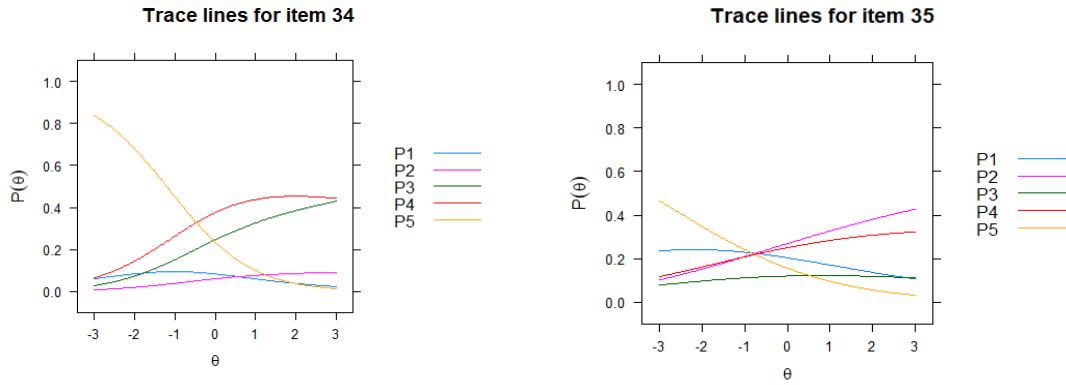 Trace lines for item 34
P(θ)
1.0
0.8
0.6
0.4
0.2
0.0
-3 -2 -1 0 1 2 3
θ
P1
P2
P3
P4
P5
Trace lines for item 35
P(θ)
1.0
0.8
0.6
0.4
0.2
0.0
-3 -2 -1 0 1 2 3
θ
P1
P2
P3
P4
P5